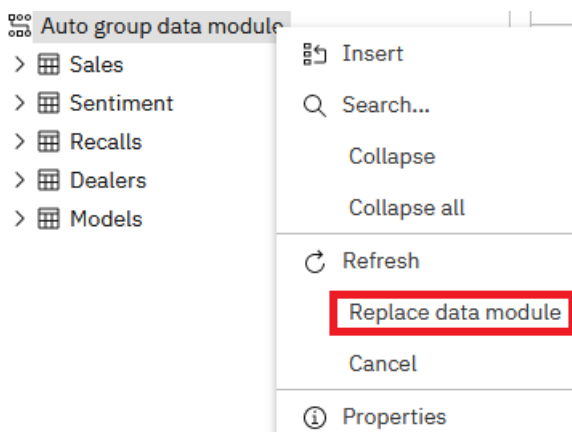 Auto group data module
Sales
Sentiment
Recalls
Dealers
Models
Insert
Search...
Collapse
Collapse all
Refresh
Replace data module
Cancel
Properties